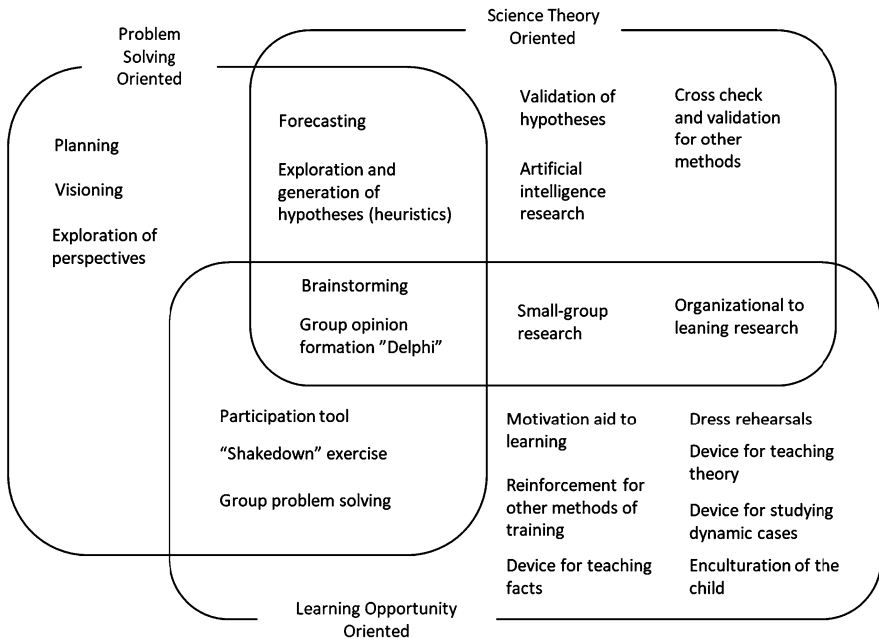 Problem
Solving
Oriented
Science Theory
Oriented
Planning
Visioning
Exploration of
perspectives
Forecasting
Exploration and
generation of
hypotheses (heuristics)
Validation of
hypotheses
Artificial
intelligence
research
Cross check
and validation
for other
methods
Brainstorming
Group opinion
formation ”Delphi”
Small-group
research
Organizational to
leaning research
Participation tool
“Shakedown” exercise
Group problem solving
Motivation aid to
learning
Reinforcement for
other methods of
training
Device for teaching
facts
Dress rehearsals
Device for teaching
theory
Device for studying
dynamic cases
Enculturation of the
child
Learning Opportunity
Oriented